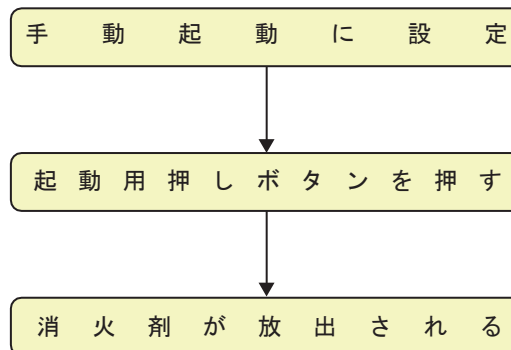 手動起動に設定
起動用押しボタンを押す
消火剤が放出される